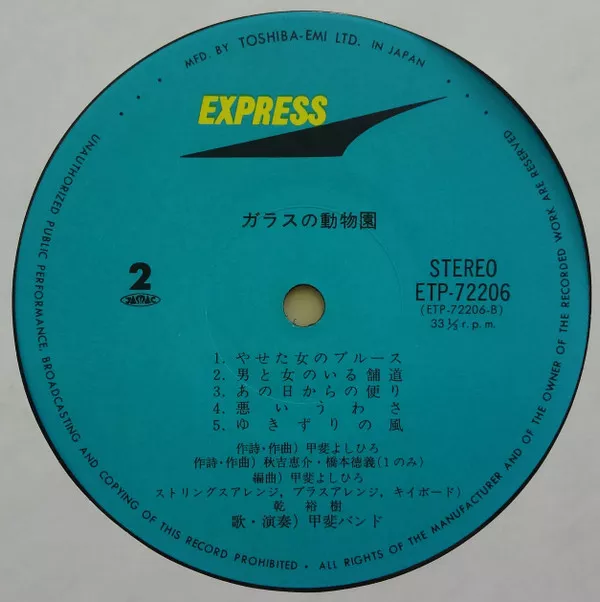 MFD. BY TOSHIBA-EMI LTD. IN JAPAN
EXPRESS
ガラスの動物園
2
JASRAC
STEREO
ETP-72206
(ETP-72206-B)
33 1/3 r.p.m.
1. やせた女のブルース
2. 男と女のいる舗道
3. あの日からの便り
4. 悪いうわさ
5. ゆきずりの風
作詩・作曲) 甲斐よしひろ
作詩・作曲) 秋吉恵介・橋本徳義(1のみ)
編曲) 甲斐よしひろ
ストリングスアレンジ, ブラスアレンジ, キイボード)
乾 裕樹
歌・演奏) 甲斐バンド
UNAUTHORIZED PUBLIC PERFORMANCE, BROADCASTING AND COPYING OF THIS RECORD PROHIBITED • ALL RIGHTS OF THE MANUFACTURER AND OF THE OWNER OF THE RECORDED WORK ARE RESERVED